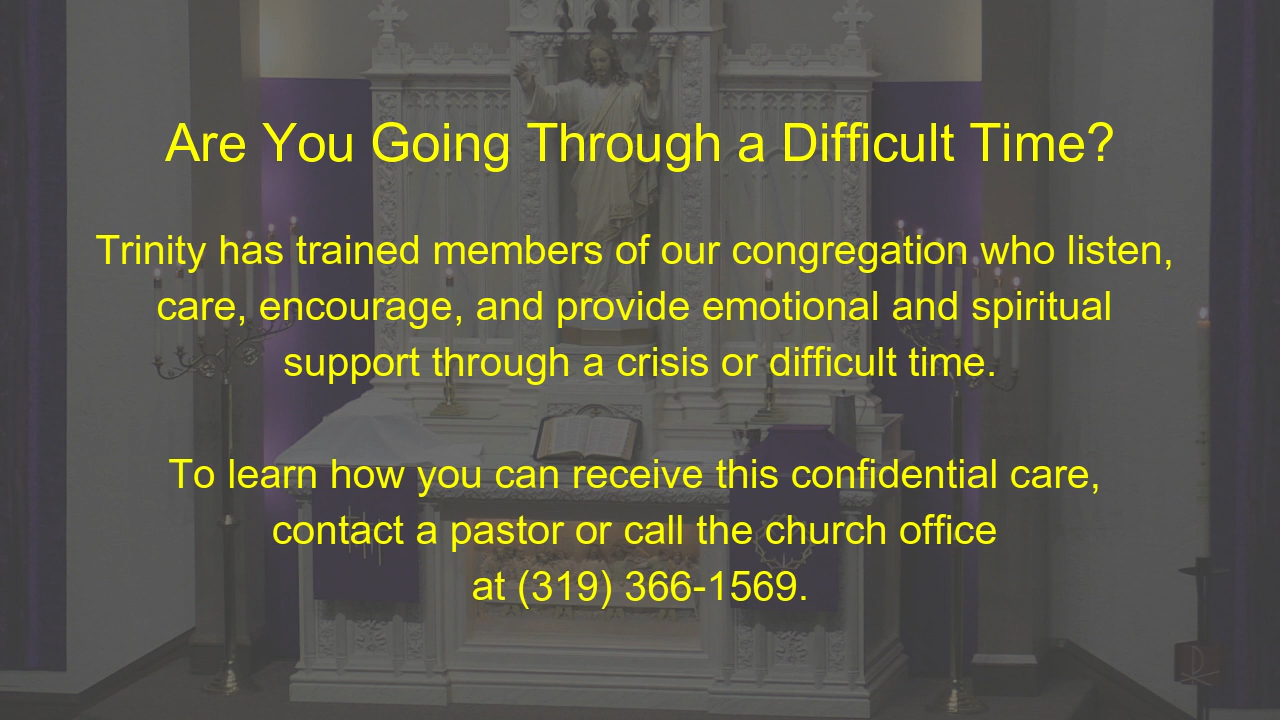 Are You Going Through a Difficult Time?
Trinity has trained members of our congregation who listen,
care, encourage, and provide emotional and spiritual
support through a crisis or difficult time.
To learn how you can receive this confidential care,
contact a pastor or call the church office
at (319) 366-1569.